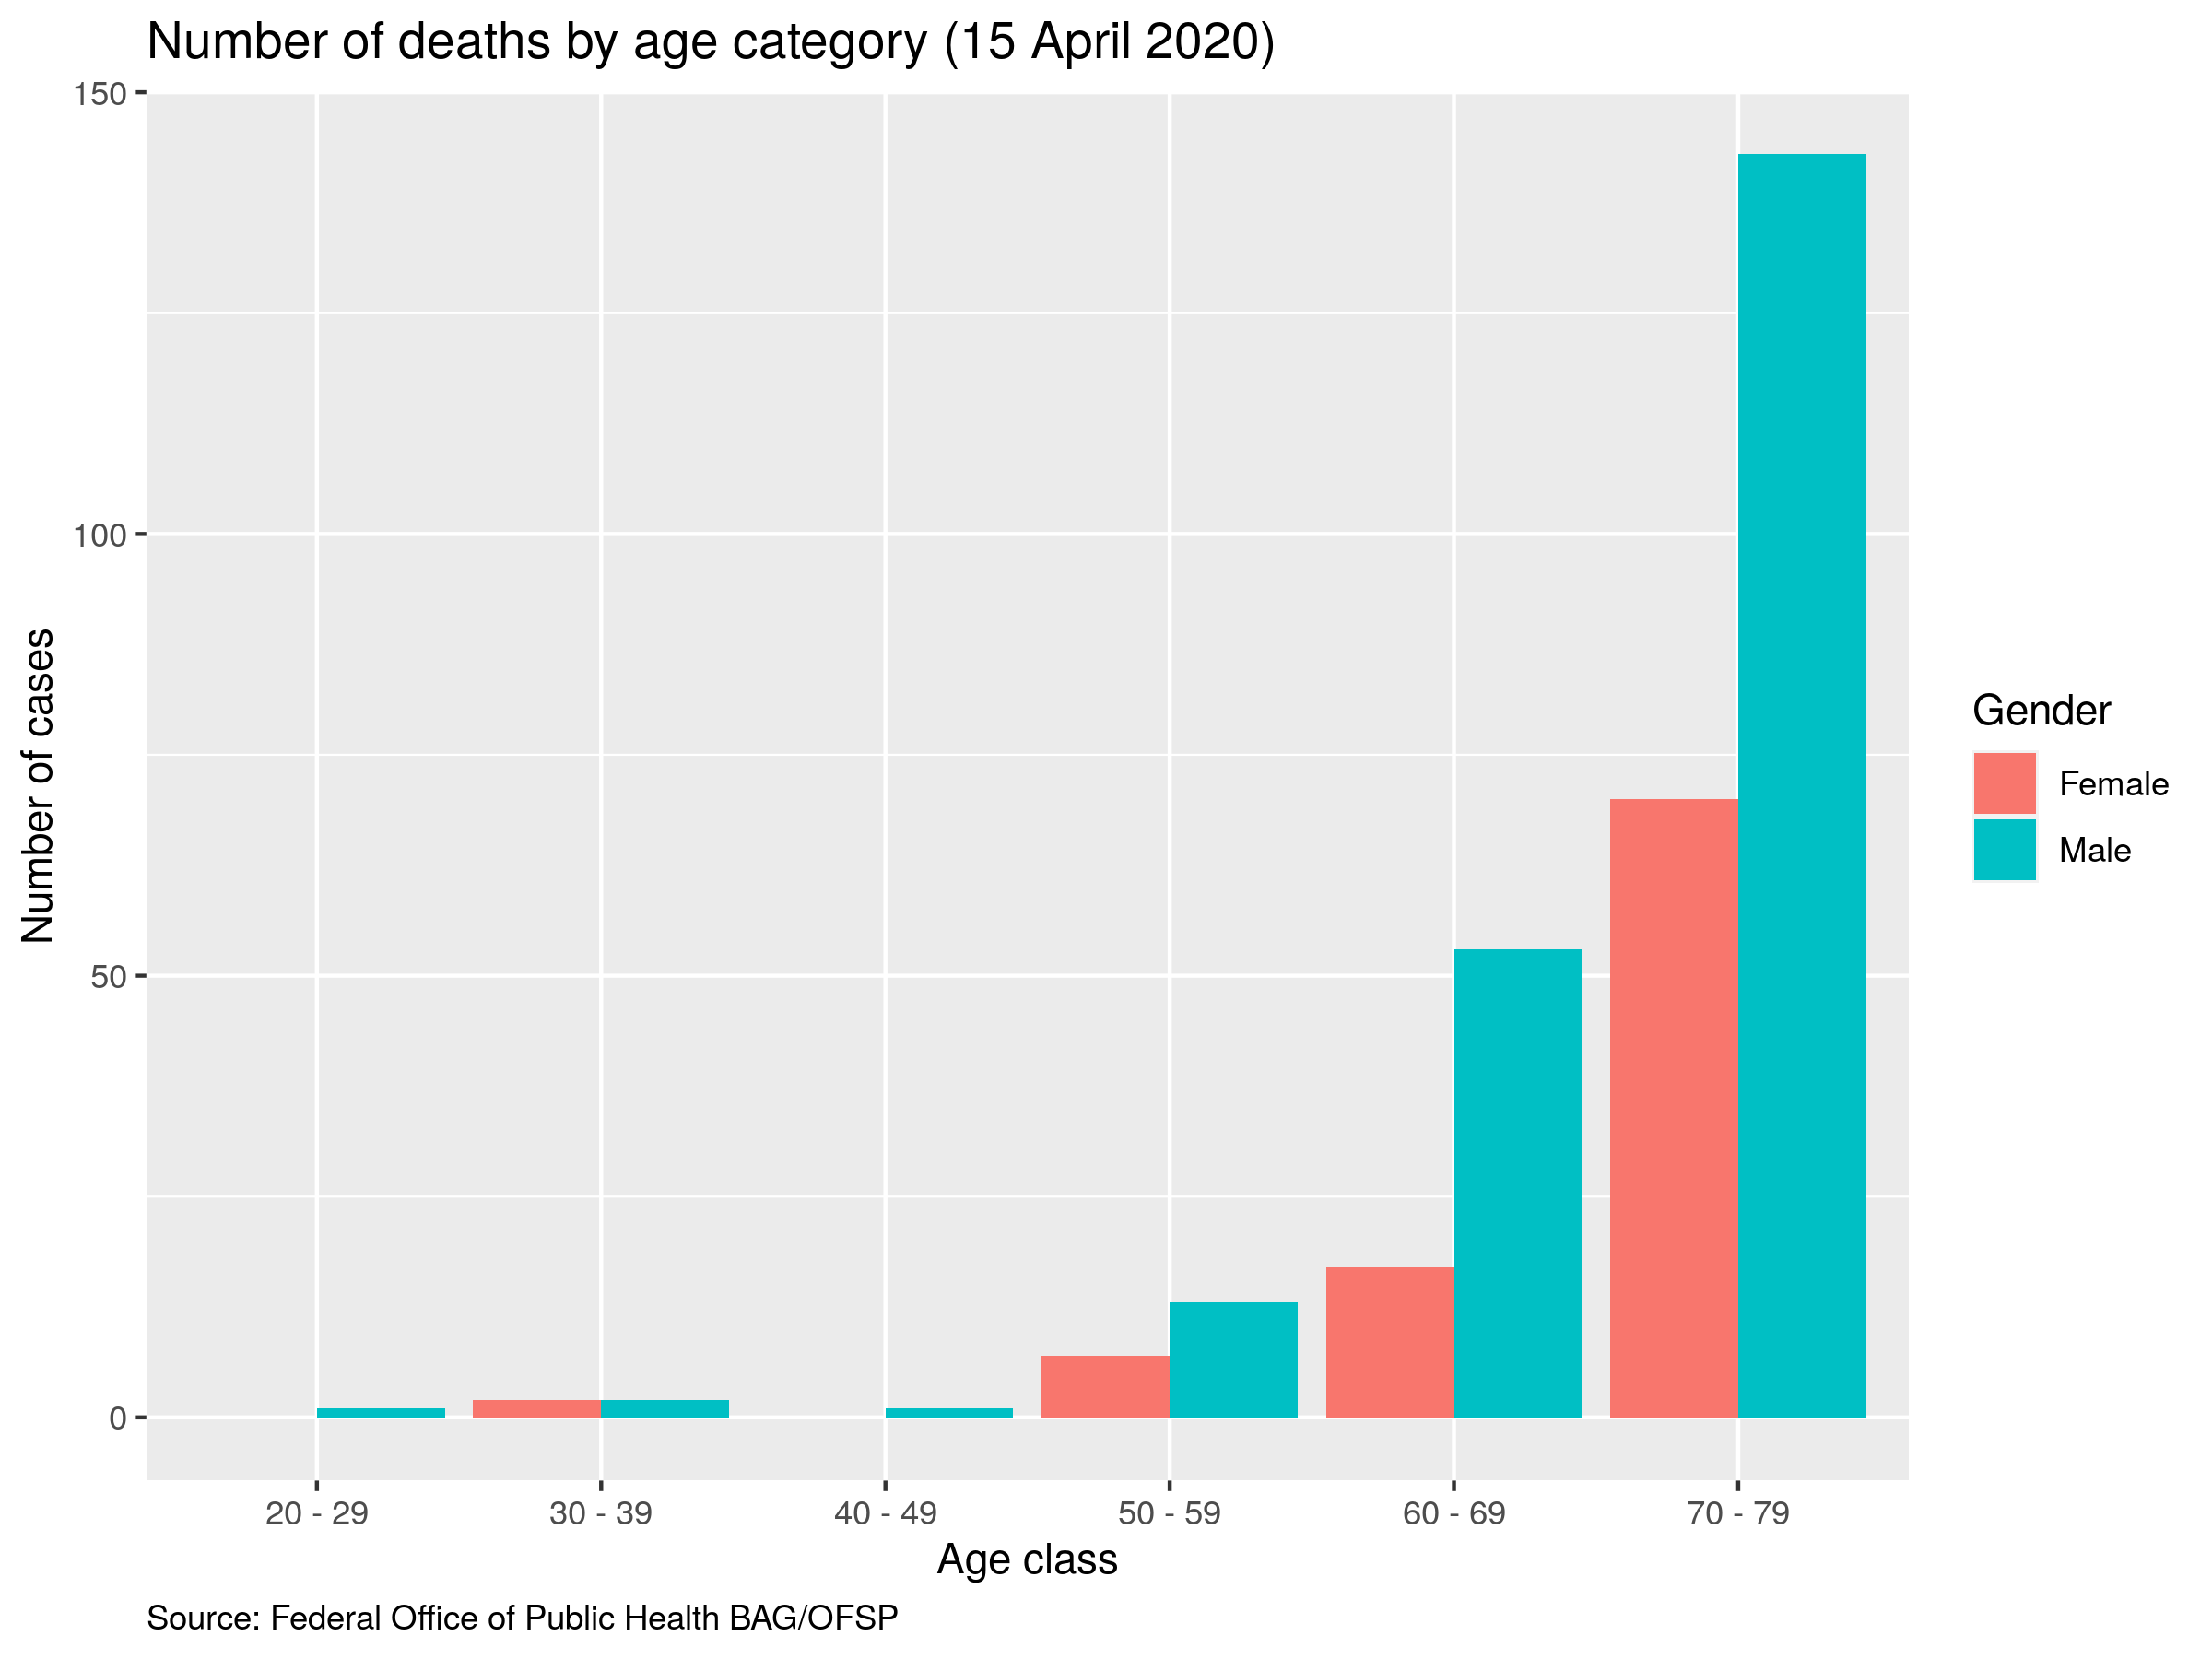 Number of deaths by age category (15 April 2020)
150
100
50
0
Number of cases
20 - 29
30 - 39
40 - 49
50 - 59
60 - 69
70 - 79
Age class
Gender
Female
Male
Source: Federal Office of Public Health BAG/OFSP